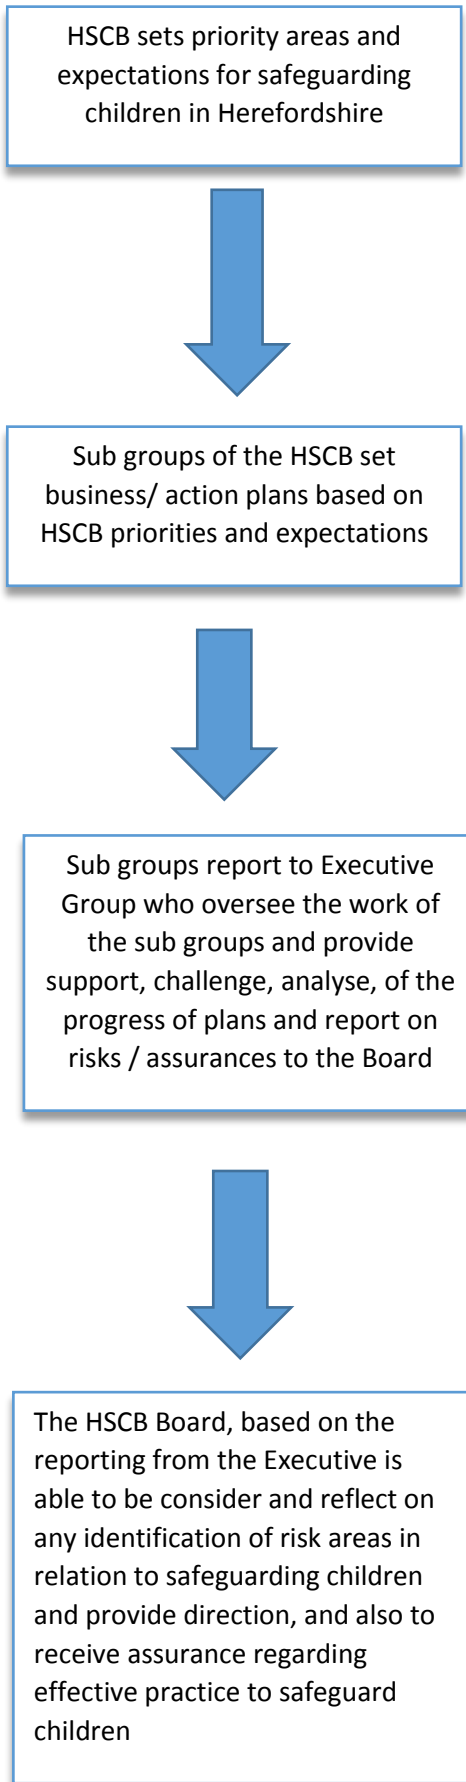 HSCB sets priority areas and
expectations for safeguarding
children in Herefordshire
Sub groups of the HSCB set
business/ action plans based on
HSCB priorities and expectations
Sub groups report to Executive
Group who oversee the work of
the sub groups and provide
support, challenge, analyse, of the
progress of plans and report on
risks / assurances to the Board
The HSCB Board, based on the
reporting from the Executive is
able to be consider and reflect on
any identification of risk areas in
relation to safeguarding children
and provide direction, and also to
receive assurance regarding
effective practice to safeguard
children